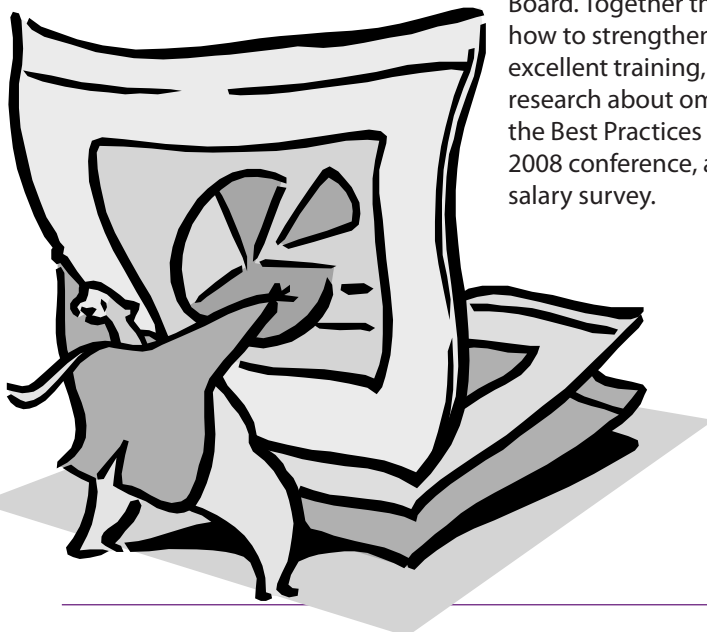 Board. Together th
how to strengthen
excellent training,
research about om
the Best Practices
2008 conference, a
salary survey.